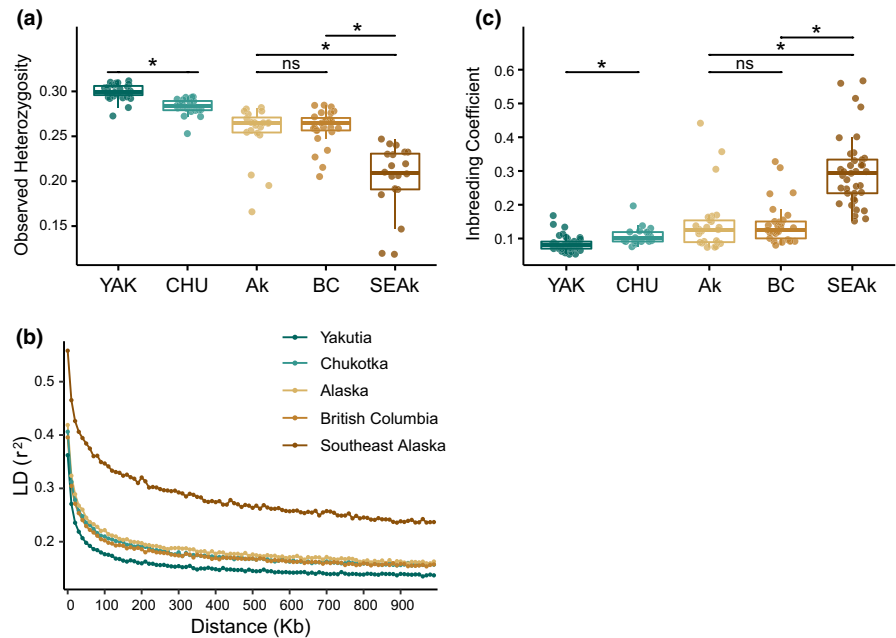 (a)
Observed Heterozygosity
0.30
0.25
0.20
0.15
*
ns
*
*
YAK CHU Ak BC SEAk
(c)
Inbreeding Coefficient
0.6
0.5
0.4
0.3
0.2
0.1
*
ns
*
*
YAK CHU Ak BC SEAk
(b)
LD (r²)
0.5
0.4
0.3
0.2
Yakutia
Chukotka
Alaska
British Columbia
Southeast Alaska
0 100 200 300 400 500 600 700 800 900
Distance (Kb)